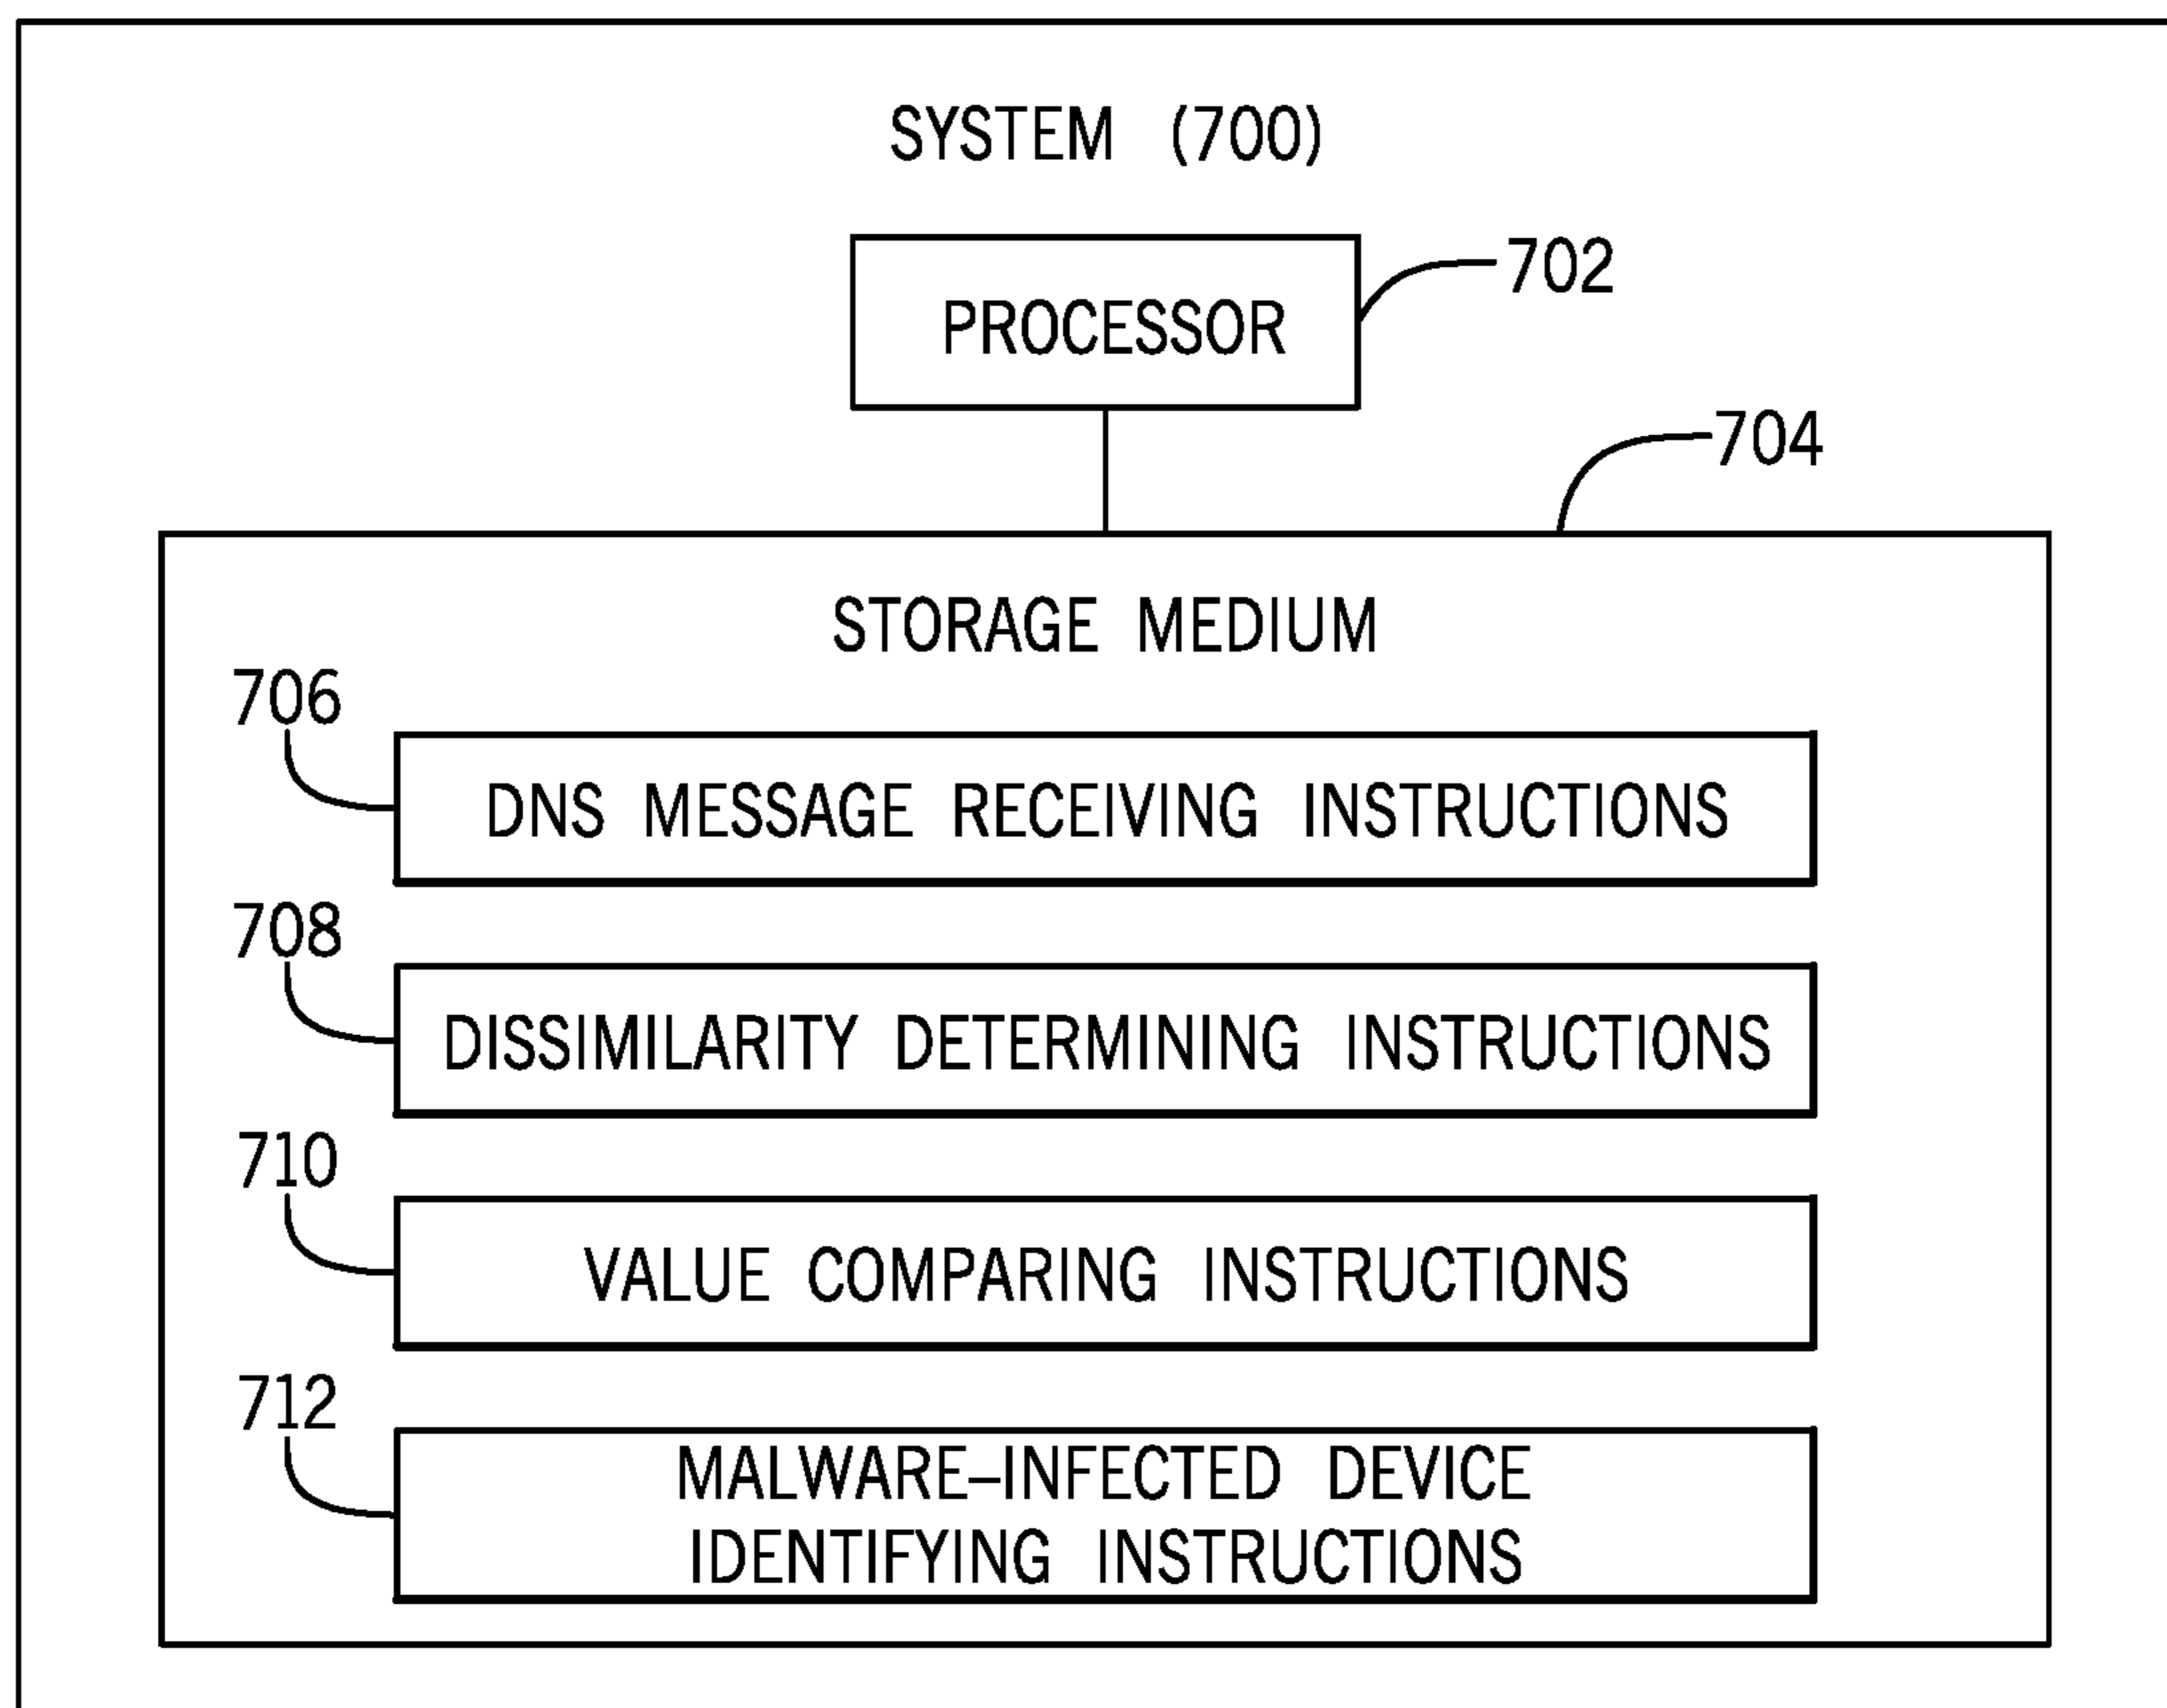 SYSTEM (700)
PROCESSOR
702
704
STORAGE MEDIUM
706
DNS MESSAGE RECEIVING INSTRUCTIONS
708
DISSIMILARITY DETERMINING INSTRUCTIONS
710
VALUE COMPARING INSTRUCTIONS
712
MALWARE–INFECTED DEVICE
IDENTIFYING INSTRUCTIONS